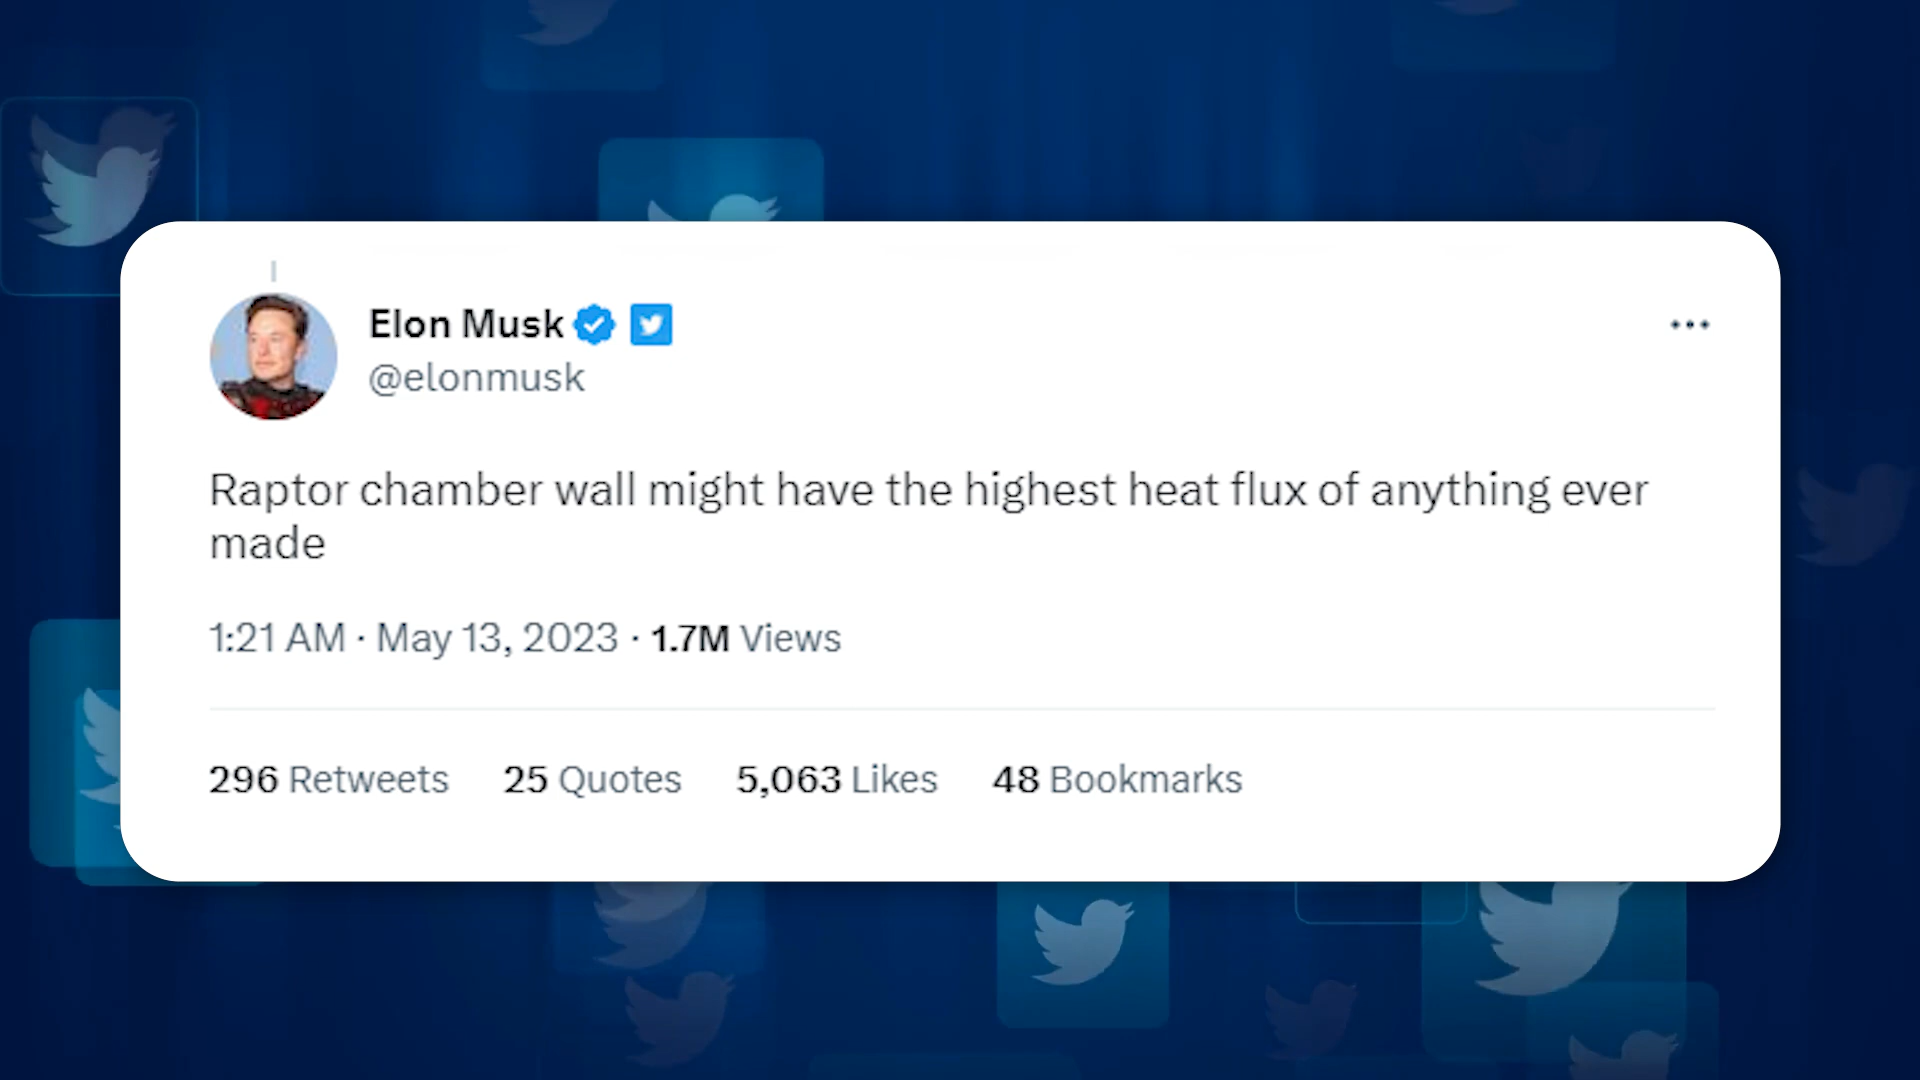 Elon Musk
@elonmusk
Raptor chamber wall might have the highest heat flux of anything ever
made
1:21 AM · May 13, 2023 · 1.7M Views
296 Retweets 25 Quotes 5,063 Likes 48 Bookmarks